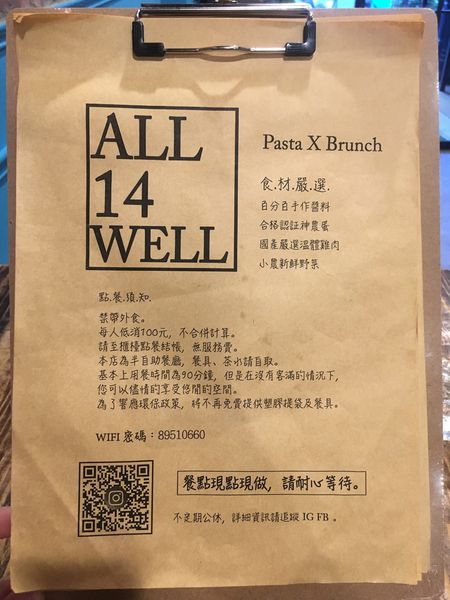 ALL
14
WELL
Pasta X Brunch
食.材.嚴.選.
百分百手作醬料
合格認証神農蛋
國產嚴選溫體雞肉
小農新鮮野菜
點.餐.須.知.
禁帶外食。
每人低消100元, 不合併計算。
請至櫃檯點餐結帳, 無服務費。
本店為半自助餐廳, 餐具、茶水請自取。
基本上用餐時間為90分鐘, 但是在沒有客滿的情況下,
您可以儘情的享受悠閒的空間。
為了響應環保政策, 將不再免費提供塑膠提袋及餐具。
WIFI 密碼:89510660
餐點現點現做, 請耐心等待。
不定期公休, 詳細資訊請追蹤 IG FB 。